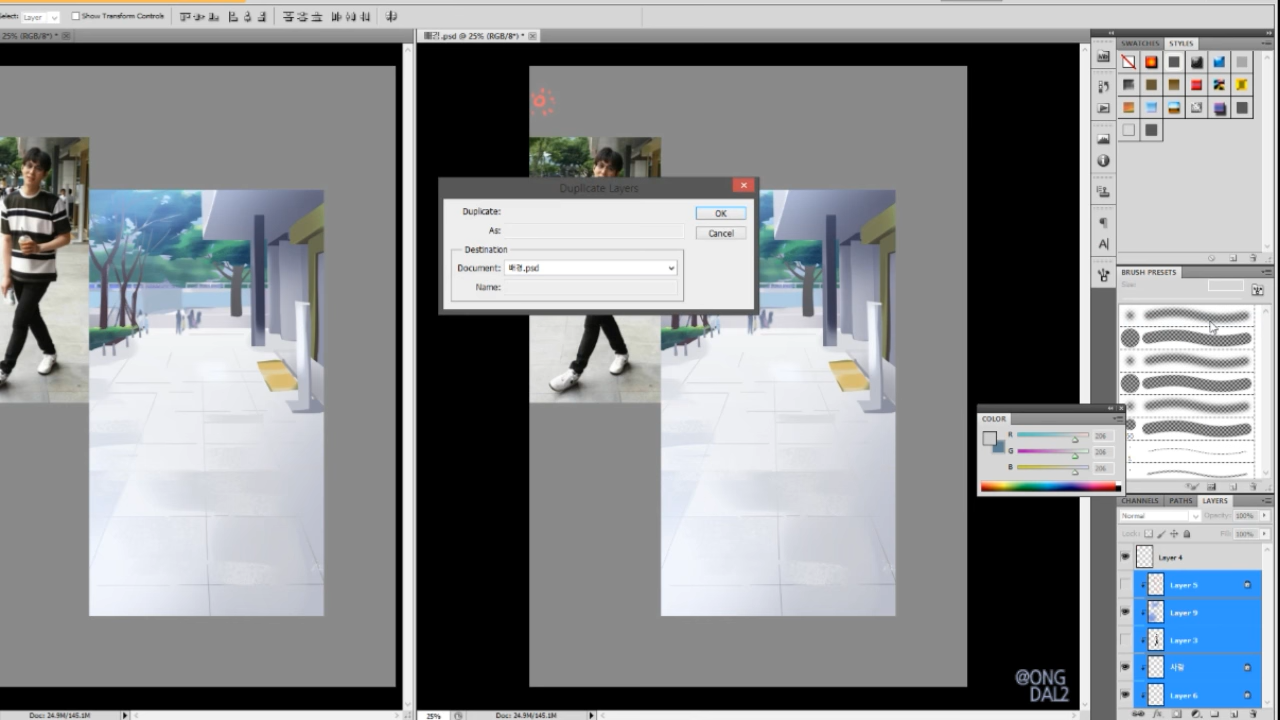 Select: Layer
Show Transform Controls
25% (RGB/8*) *
배경.psd @ 25% (RGB/8*) *
SWATCHES STYLES
Duplicate Layers
Duplicate:
As:
Destination
Document: 배경.psd
Name:
OK
Cancel
BRUSH PRESETS
COLOR
R 206
G 206
B 206
CHANNELS PATHS LAYERS
Normal Opacity: 100%
Lock: Fill: 100%
Layer 4
Layer 5
Layer 9
Layer 3
사람
Layer 6
@ONG
DAL2
Doc: 24.9M/145.1M
25% Doc: 24.9M/145.1M